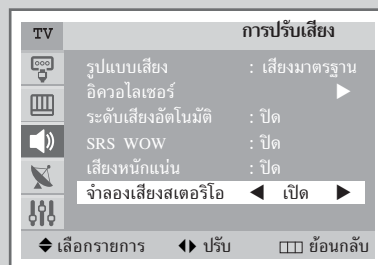 TV การปรับเสียง
รูปแบบเสียง : เสียงมาตรฐาน
อิควอไลเซอร์ ▶
ระดับเสียงอัตโนมัติ : ปิด
SRS WOW : ปิด
เสียงหนักแน่น : ปิด
จำลองเสียงสเตอริโอ ◀ เปิด ▶
เลือกรายการ ปรับ ย้อนกลับ